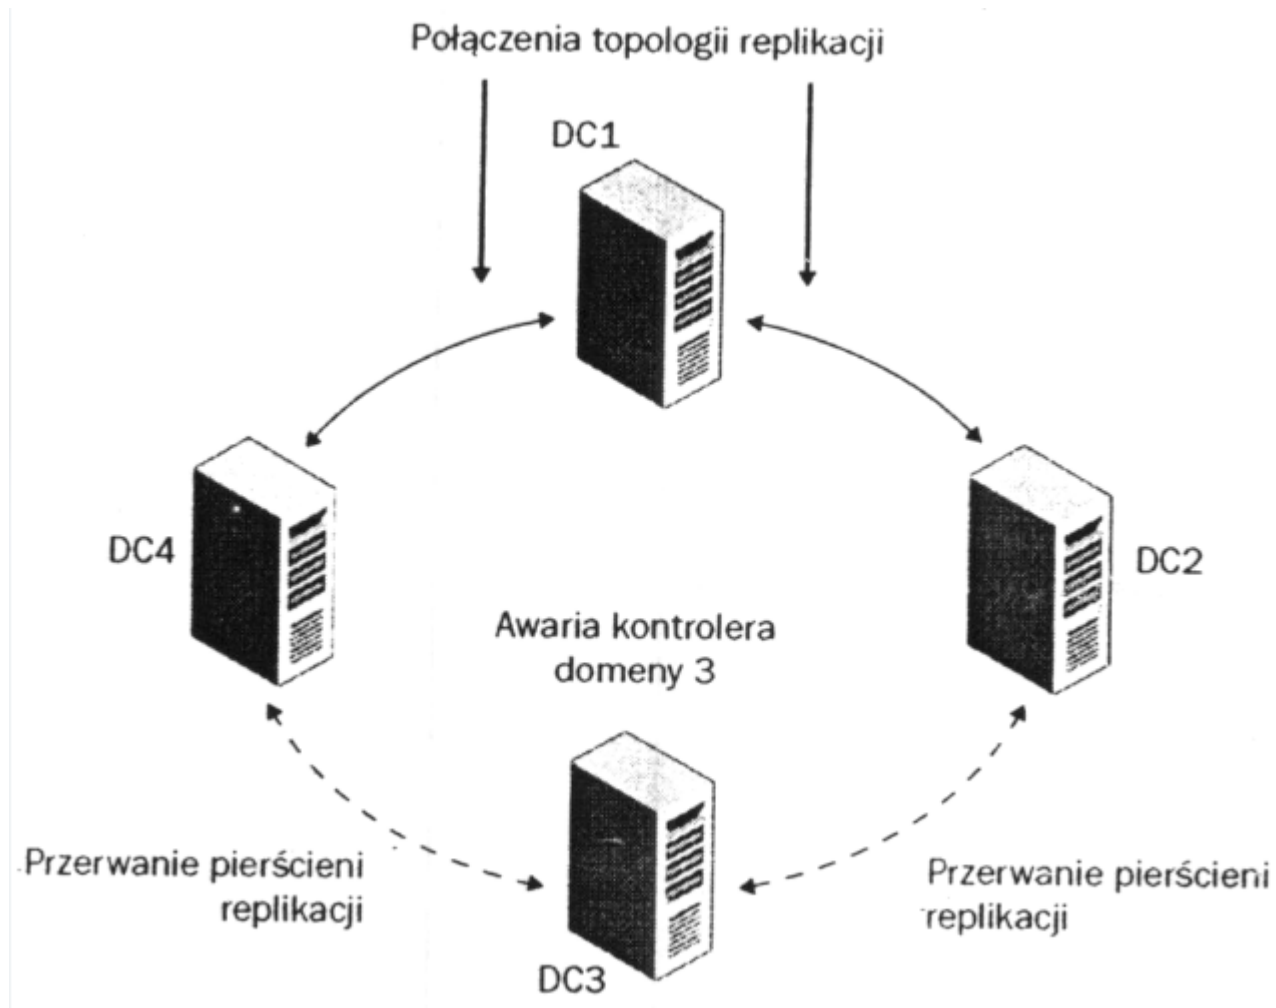 Połączenia topologii replikacji
DC1
DC4
DC2
Awaria kontrolera
domeny 3
Przerwanie pierścieni
replikacji
Przerwanie pierścieni
replikacji
DC3